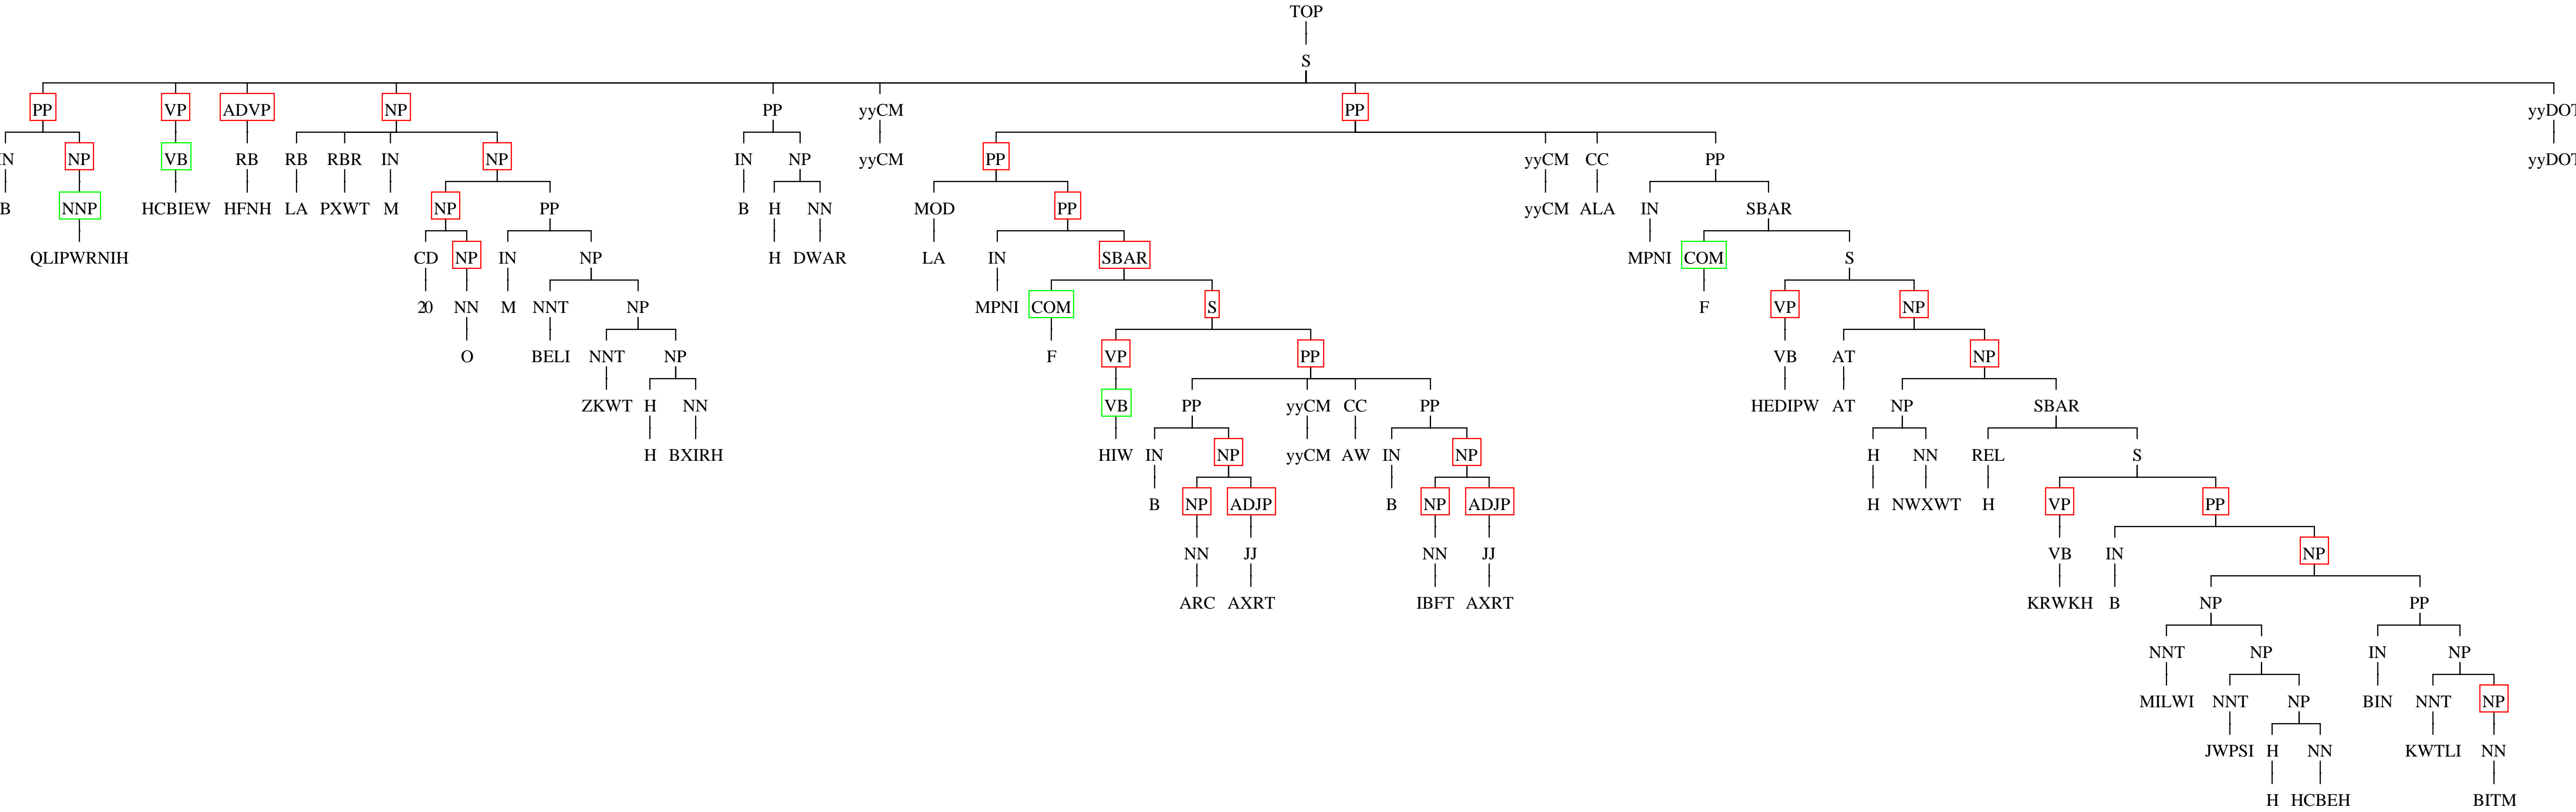 TOP
S
PP VP ADVP NP PP yyCM PP
NP VB RB RB RBR IN NP IN NP yyCM PP yyCM CC PP
B NNP HCBIEW HFNH LA PXWT M NP PP B H NN MOD PP yyCM ALA IN SBAR
QLIPWRNIH CD NP IN NP H DWAR LA IN SBAR MPNI COM S
20 NN M NNT NP MPNI COM S F VP NP
O BELI NNT NP F VP PP VB AT NP
ZKWT H NN VB PP yyCM CC PP HEDIPW AT NP SBAR
H BXIRH HIW IN NP yyCM AW IN NP H NN REL S
B NP ADJP B NP ADJP H NWXWT H VP PP
NN JJ NN JJ VB IN NP
ARC AXRT IBFT AXRT KRWKH B NP PP
NNT NP IN NP
MILWI NNT NP BIN NNT NP
JWPSI H NN KWTLI NN
H HCBEH BITM